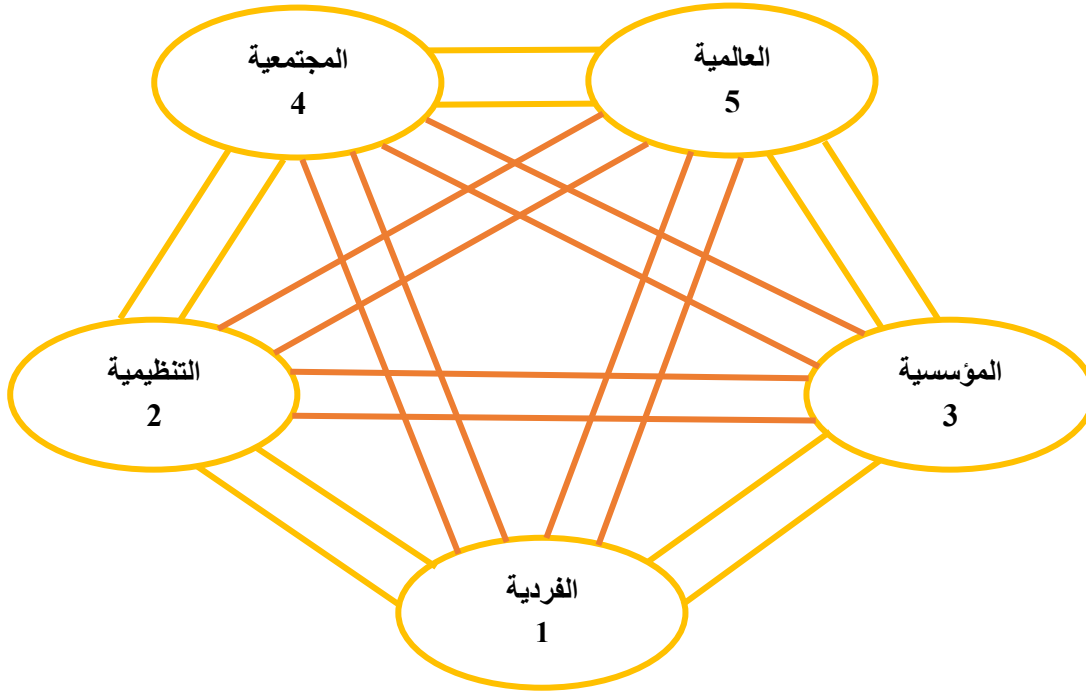 العالمية
5
المجتمعية
4
المؤسسية
3
التنظيمية
2
الفردية
1